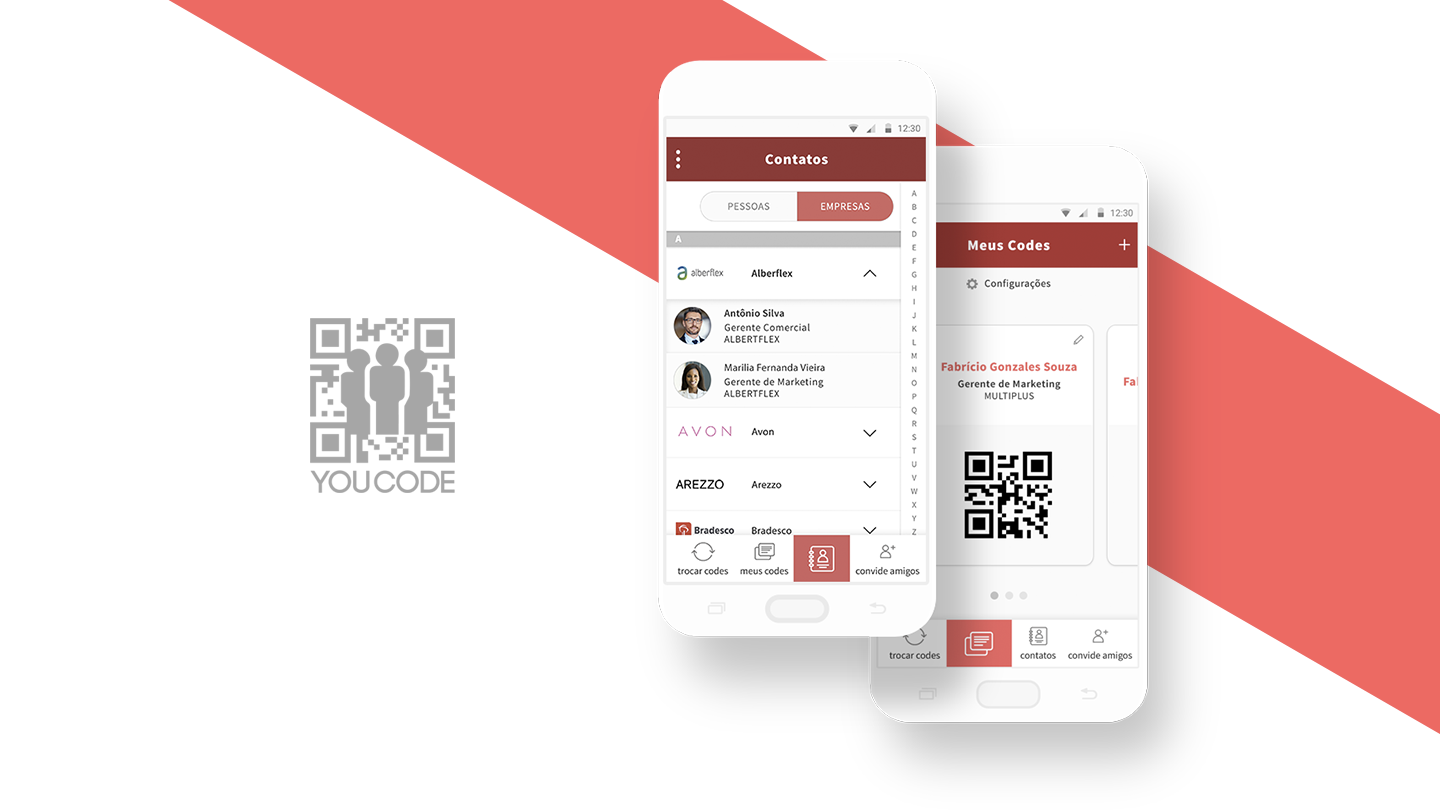 YOUCODE
12:30
Contatos
PESSOAS
EMPRESAS
A
alberflex
Alberflex
Antônio Silva
Gerente Comercial
ALBERTFLEX
Marilia Fernanda Vieira
Gerente de Marketing
ALBERTFLEX
AVON
Avon
AREZZO
Arezzo
Bradesco
Bradesco
A
B
C
D
E
F
G
H
I
J
K
L
M
N
O
P
Q
R
S
T
U
V
W
X
Y
Z
trocar codes
meus codes
convide amigos
12:30
Meus Codes
Configurações
Fabrício Gonzales Souza
Gerente de Marketing
MULTIPLUS
Fal
trocar codes
contatos
convide amigos